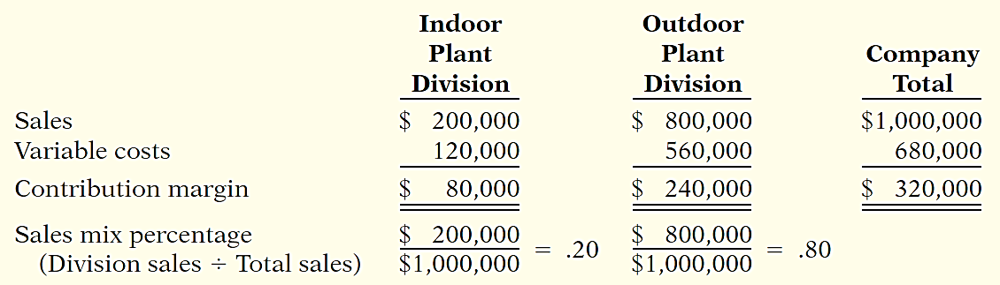 Indoor Outdoor
Plant Plant Company
Division Division Total
Sales $ 200,000 $ 800,000 $1,000,000
Variable costs 120,000 560,000 680,000
Contribution margin $ 80,000 $ 240,000 $ 320,000
Sales mix percentage $ 200,000 $ 800,000
= .20 = .80
(Division sales ÷ Total sales) $1,000,000 $1,000,000